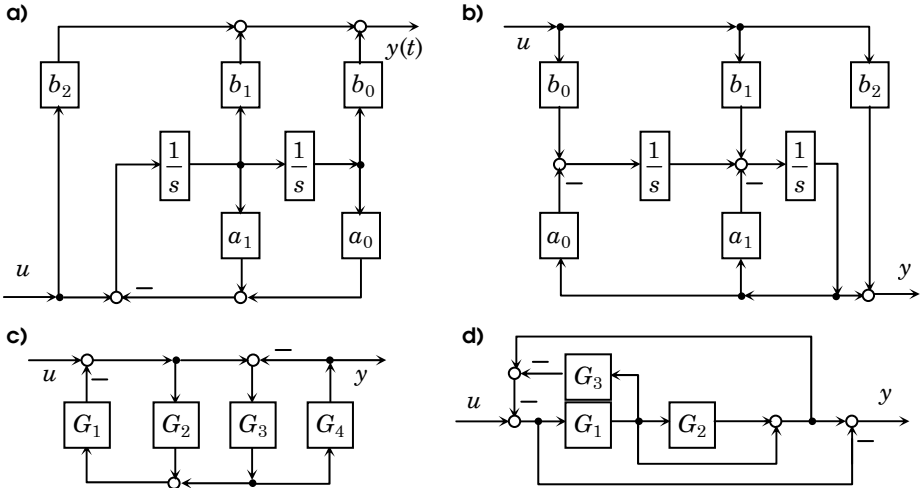 a)
y(t)
b₂
b₁
b₀
1/s
1/s
a₁
a₀
u
−
b)
u
b₀
b₁
b₂
1/s
1/s
−
−
a₀
a₁
y
c)
u
−
−
y
G₁
G₂
G₃
G₄
d)
−
G₃
−
u
G₁
G₂
y
−